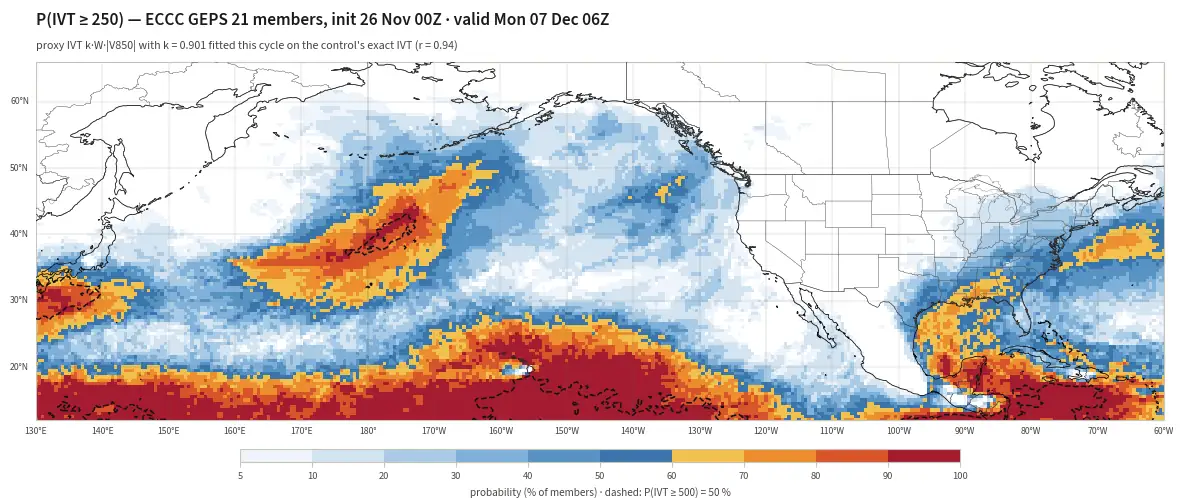 P(IVT ≥ 250) — ECCC GEPS 21 members, init 26 Nov 00Z · valid Mon 07 Dec 06Z
proxy IVT k·W·|V850| with k = 0.901 fitted this cycle on the control's exact IVT (r = 0.94)
60°N
50°N
40°N
30°N
20°N
130°E 140°E 150°E 160°E 170°E 180° 170°W 160°W 150°W 140°W 130°W 120°W 110°W 100°W 90°W 80°W 70°W 60°W
5 10 20 30 40 50 60 70 80 90 100
probability (% of members) · dashed: P(IVT ≥ 500) = 50 %